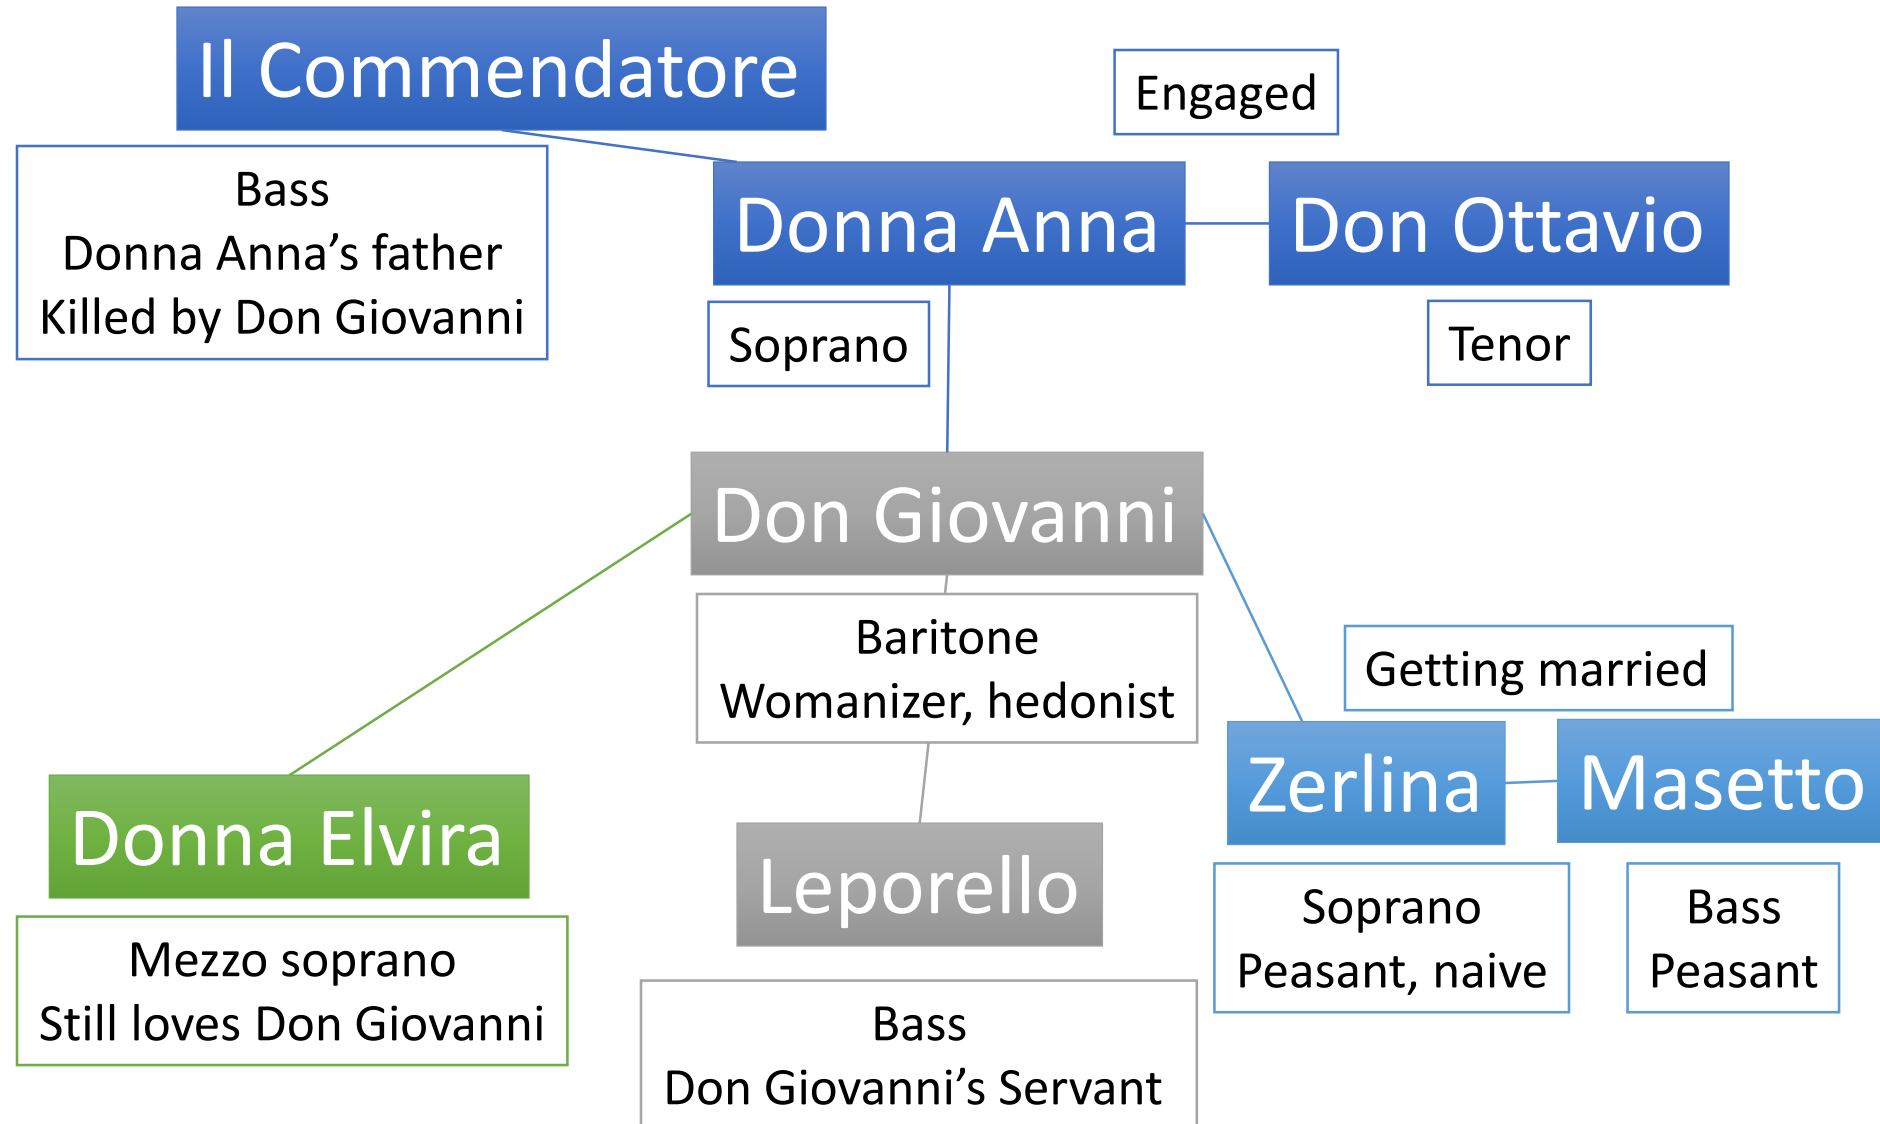 Il Commendatore
Engaged
Bass
Donna Anna’s father
Killed by Don Giovanni
Donna Anna
Don Ottavio
Soprano
Tenor
Don Giovanni
Baritone
Womanizer, hedonist
Getting married
Zerlina
Masetto
Donna Elvira
Leporello
Soprano
Peasant, naive
Bass
Peasant
Mezzo soprano
Still loves Don Giovanni
Bass
Don Giovanni’s Servant